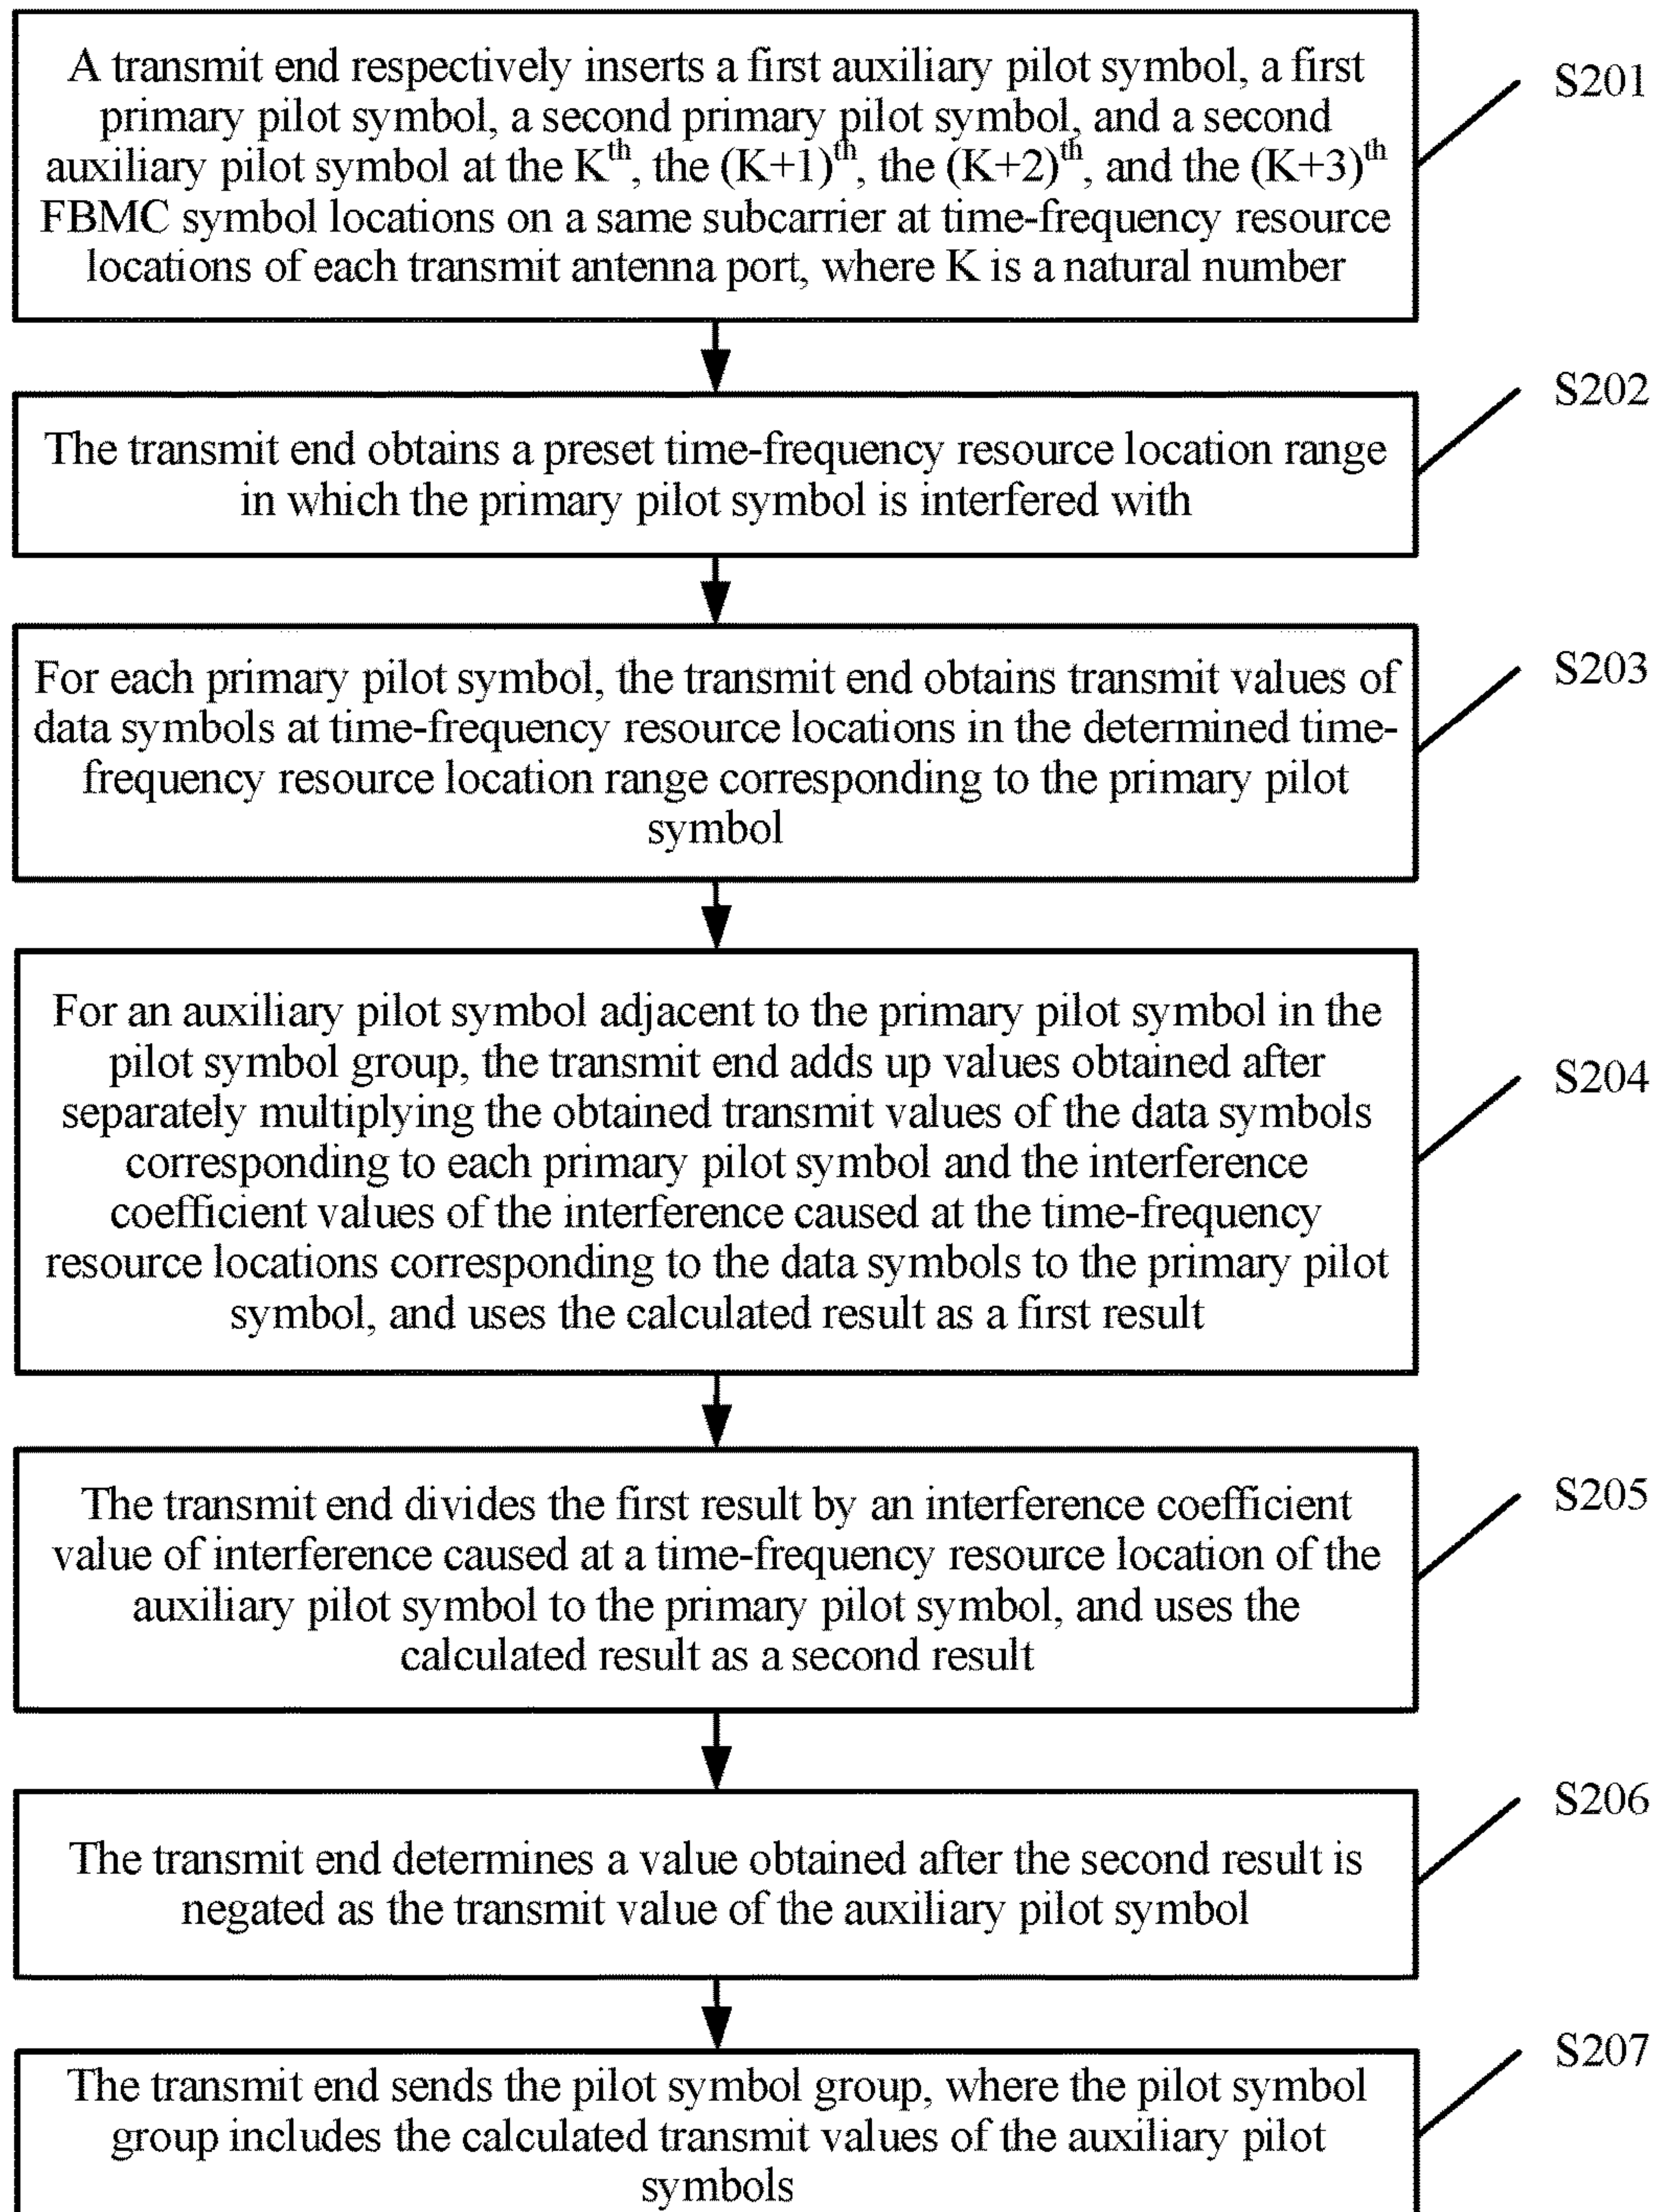 A transmit end respectively inserts a first auxiliary pilot symbol, a first
primary pilot symbol, a second primary pilot symbol, and a second
auxiliary pilot symbol at the Kth, the (K+1)th, the (K+2)th, and the (K+3)th
FBMC symbol locations on a same subcarrier at time-frequency resource
locations of each transmit antenna port, where K is a natural number
S201
The transmit end obtains a preset time-frequency resource location range
in which the primary pilot symbol is interfered with
S202
For each primary pilot symbol, the transmit end obtains transmit values of
data symbols at time-frequency resource locations in the determined time-
frequency resource location range corresponding to the primary pilot
symbol
S203
For an auxiliary pilot symbol adjacent to the primary pilot symbol in the
pilot symbol group, the transmit end adds up values obtained after
separately multiplying the obtained transmit values of the data symbols
corresponding to each primary pilot symbol and the interference
coefficient values of the interference caused at the time-frequency
resource locations corresponding to the data symbols to the primary pilot
symbol, and uses the calculated result as a first result
S204
The transmit end divides the first result by an interference coefficient
value of interference caused at a time-frequency resource location of the
auxiliary pilot symbol to the primary pilot symbol, and uses the
calculated result as a second result
S205
The transmit end determines a value obtained after the second result is
negated as the transmit value of the auxiliary pilot symbol
S206
The transmit end sends the pilot symbol group, where the pilot symbol
group includes the calculated transmit values of the auxiliary pilot
symbols
S207